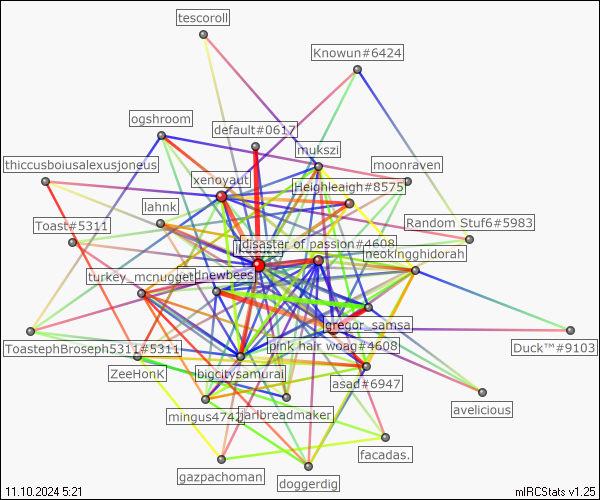 tescoroll
Knowun#6424
ogshroom
default#0617
mukszi
thiccusboiusalexusjoneus
moonraven
xenoyaut
Heighleaigh#8575
lahnk
Toast#5311
Random Stuf6#5983
disaster of passion#4608
neokingghidorah
turkey_mcnugget
dnewbees
gregor_samsa
ToastephBroseph5311#5311
pink hair woag#4608
Duck™#9103
ZeeHonK
bigcitysamurai
asad#6947
avelicious
mingus4742
jarlbreadmaker
facadas.
gazpachoman
doggerdig
11.10.2024 5:21
mIRCStats v1.25